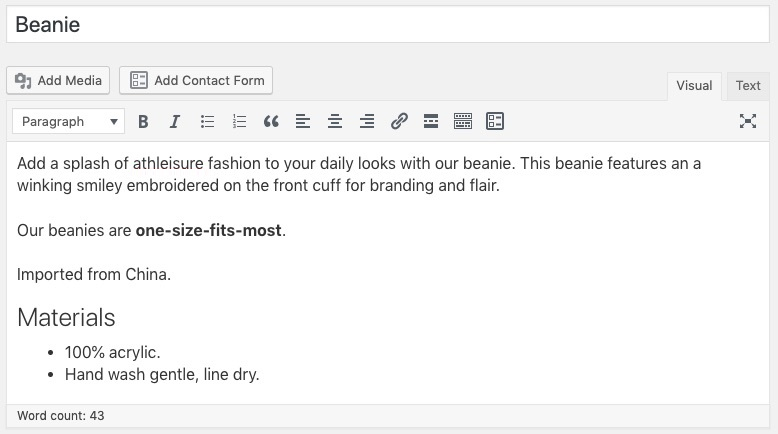 Beanie
Add Media Add Contact Form
Visual Text
Paragraph B I
Add a splash of athleisure fashion to your daily looks with our beanie. This beanie features an a
winking smiley embroidered on the front cuff for branding and flair.
Our beanies are one-size-fits-most.
Imported from China.
Materials
• 100% acrylic.
• Hand wash gentle, line dry.
Word count: 43